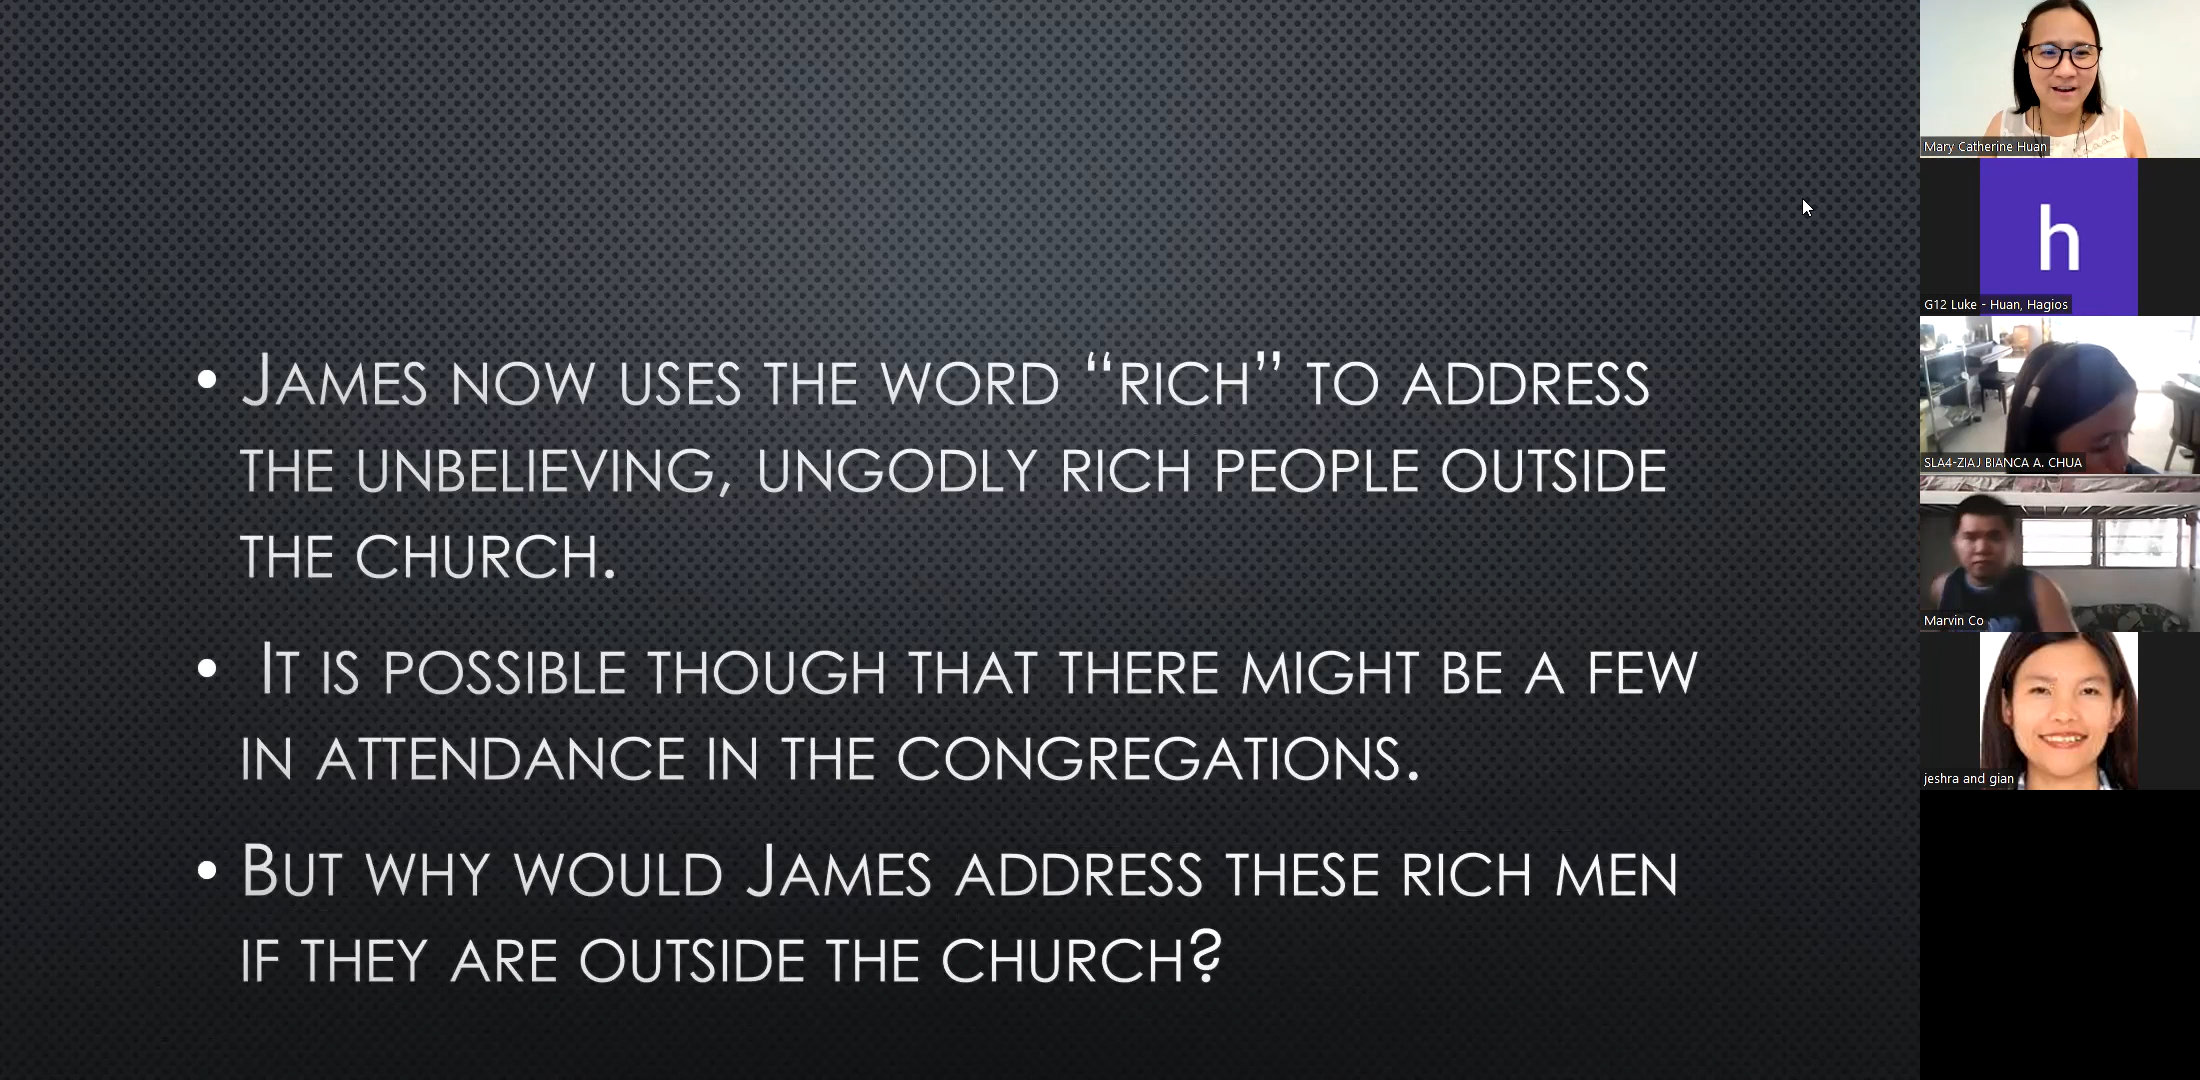 • James now uses the word “rich” to address
the unbelieving, ungodly rich people outside
the church.
• It is possible though that there might be a few
in attendance in the congregations.
• But why would James address these rich men
if they are outside the church?
Mary Catherine Huan
h
G12 Luke - Huan, Hagios
SLA4-ZIAJ BIANCA A. CHUA
Marvin Co
jeshra and gian